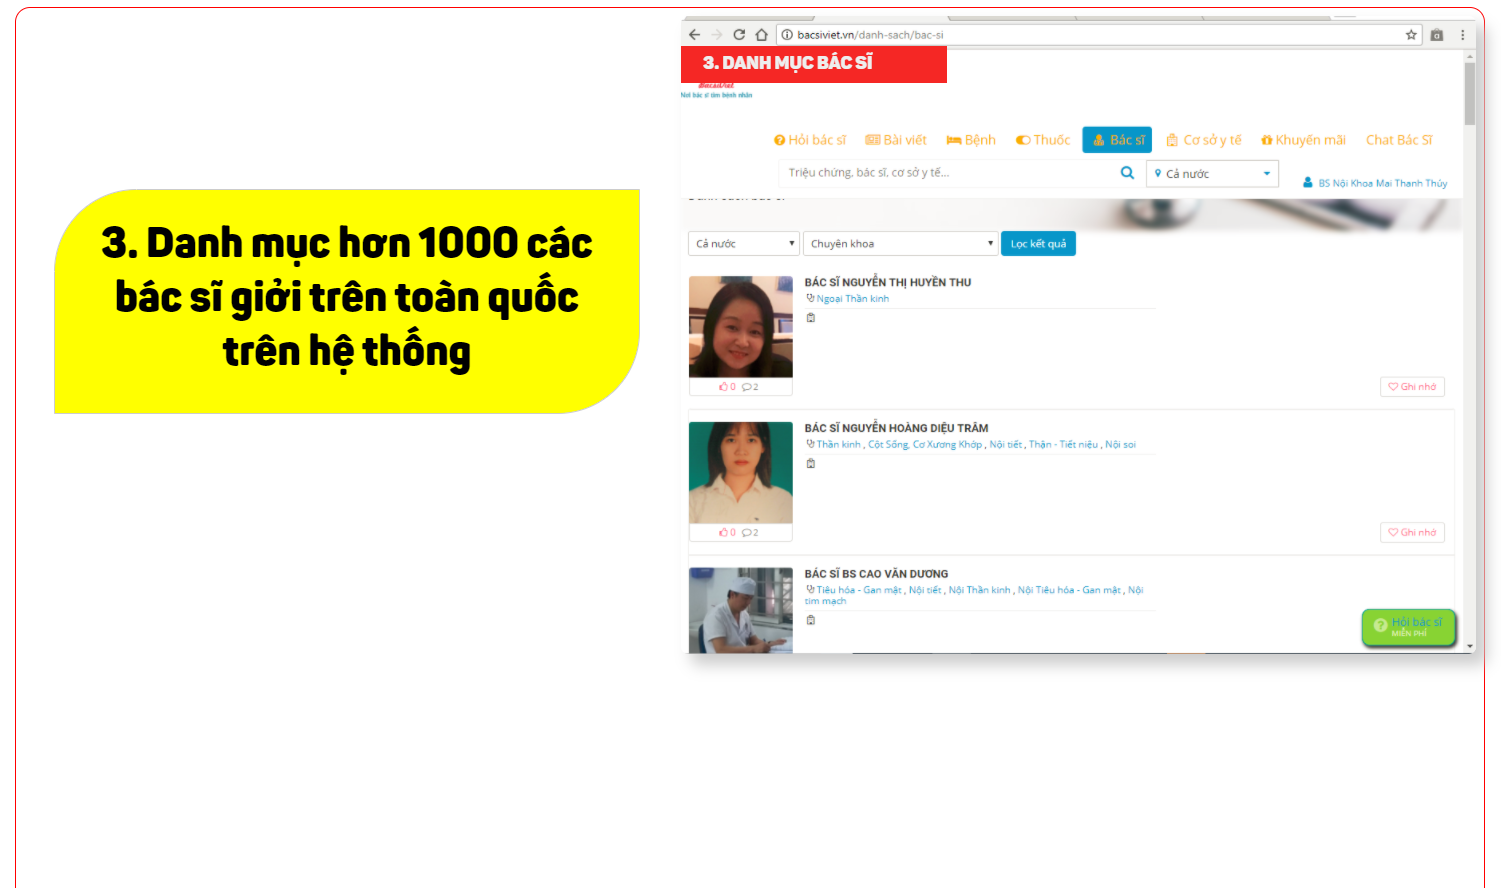 3. Danh mục hơn 1000 các
bác sĩ giỏi trên toàn quốc
trên hệ thống
bacsiviet.vn/danh-sach/bac-si
3. DANH MỤC BÁC SĨ
BacsiViet
Nơi bác sĩ tìm bệnh nhân
Hỏi bác sĩ Bài viết Bệnh Thuốc Bác sĩ Cơ sở y tế Khuyến mãi Chat Bác Sĩ
Triệu chứng, bác sĩ, cơ sở y tế... Cả nước
BS Nội Khoa Mai Thanh Thúy
Danh sách bác sĩ
Cả nước Chuyên khoa Lọc kết quả
BÁC SĨ NGUYỄN THỊ HUYỀN THU
Ngoại Thần kinh
0 2
Ghi nhớ
BÁC SĨ NGUYỄN HOÀNG DIỆU TRÂM
Thần kinh , Cột Sống, Cơ Xương Khớp , Nội tiết , Thận - Tiết niệu , Nội soi
0 2
Ghi nhớ
BÁC SĨ BS CAO VĂN DƯƠNG
Tiêu hóa - Gan mật , Nội tiết , Nội Thần kinh , Nội Tiêu hóa - Gan mật , Nội
tim mạch
Hỏi bác sĩ
MIỄN PHÍ